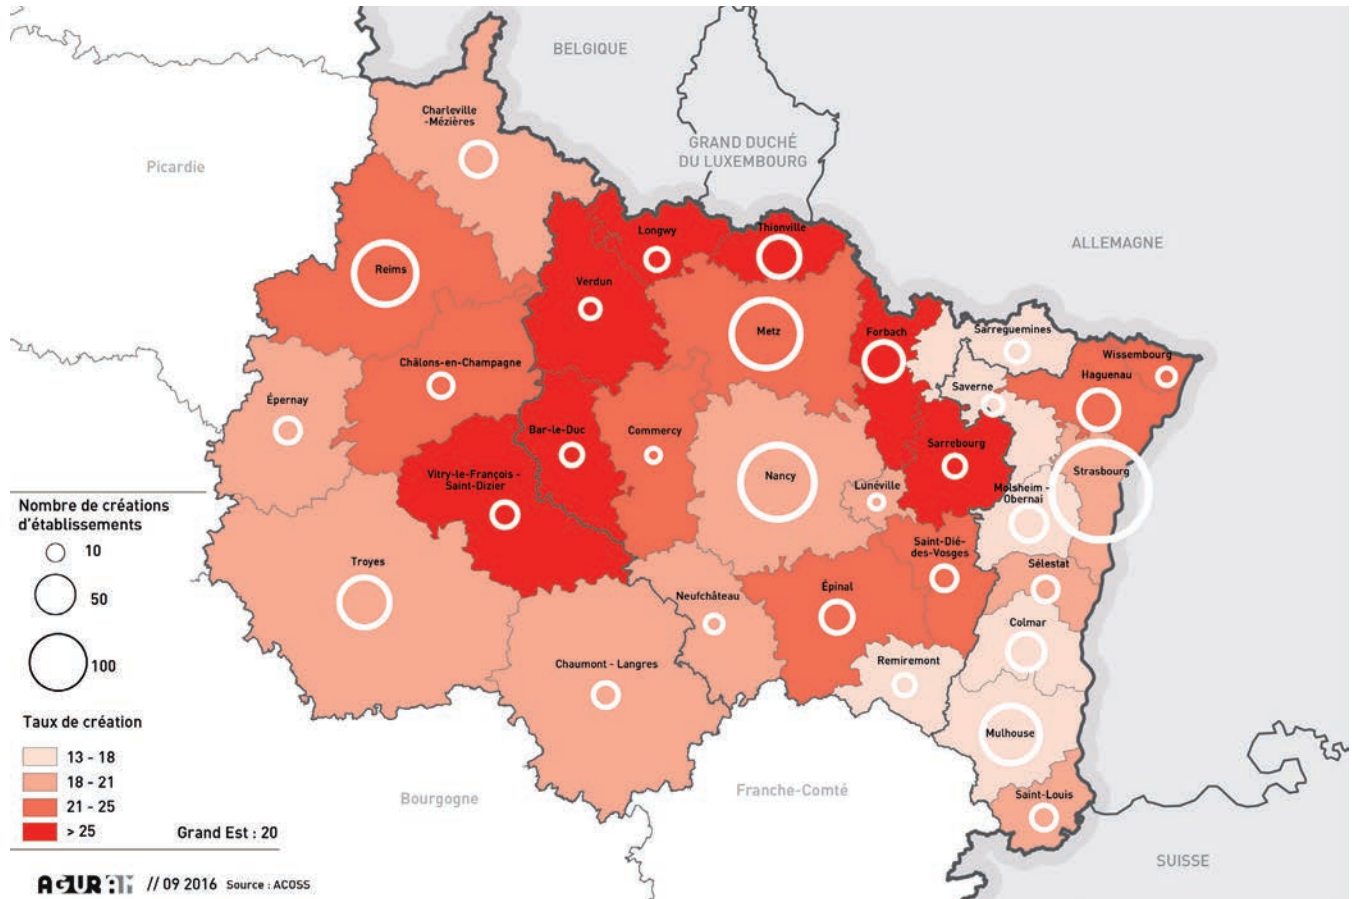 BELGIQUE
Charleville
-Mézières
GRAND DUCHÉ
DU LUXEMBOURG
Picardie
Longwy
Thionville
ALLEMAGNE
Reims
Verdun
Metz
Forbach
Sarreguemines
Wissembourg
Châlons-en-Champagne
Haguenau
Saverne
Épernay
Bar-le-Duc
Commercy
Sarrebourg
Vitry-le-François -
Saint-Dizier
Nancy
Lunéville
Strasbourg
Molsheim -
Obernai
Nombre de créations
d'établissements
10
50
100
Saint-Dié-
des-Vosges
Troyes
Sélestat
Épinal
Neufchâteau
Colmar
Chaumont - Langres
Remiremont
Mulhouse
Taux de création
13 - 18
18 - 21
21 - 25
> 25
Grand Est : 20
Bourgogne
Franche-Comté
Saint-Louis
SUISSE
// 09 2016 Source : ACOSS